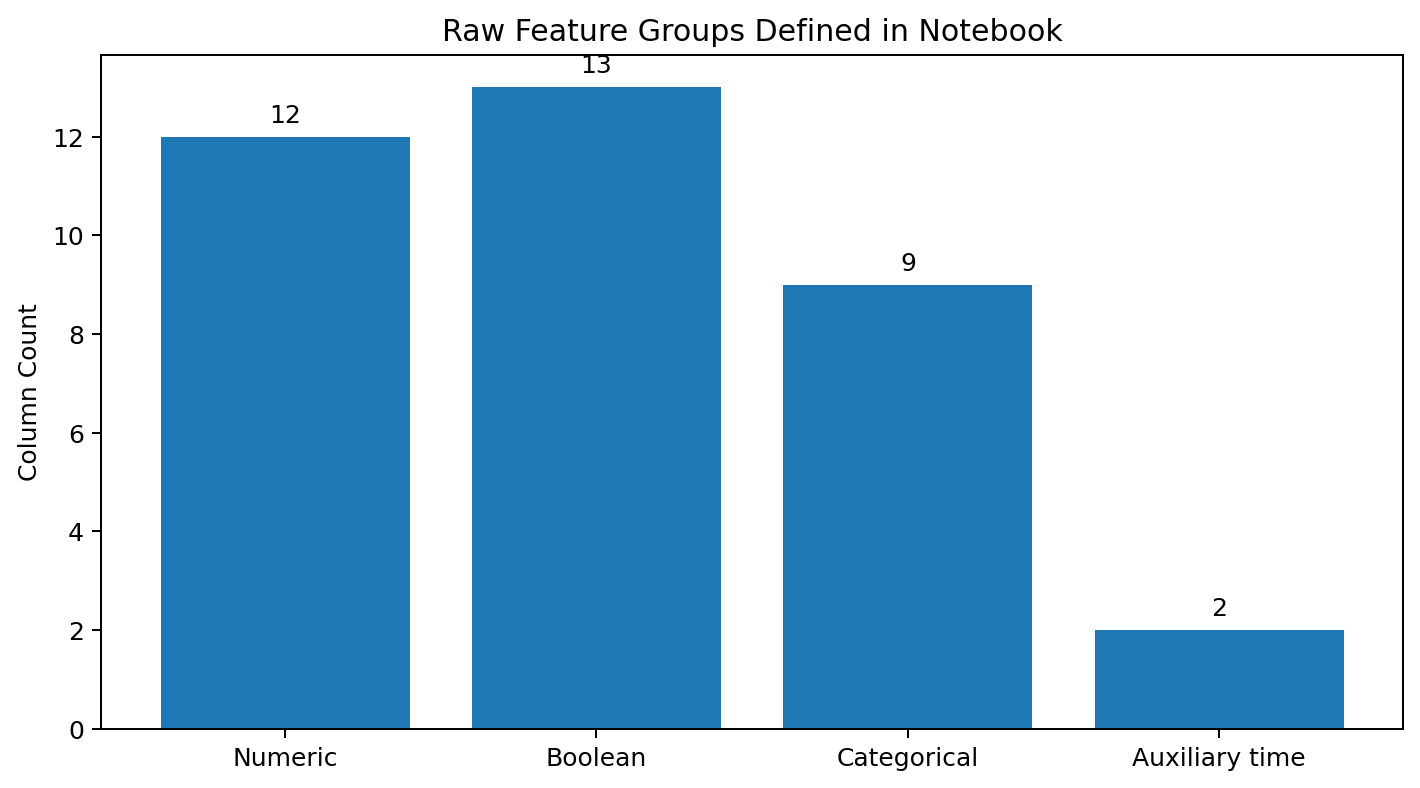 Raw Feature Groups Defined in Notebook
13
12
9
2
Column Count
12
10
8
6
4
2
0
Numeric
Boolean
Categorical
Auxiliary time